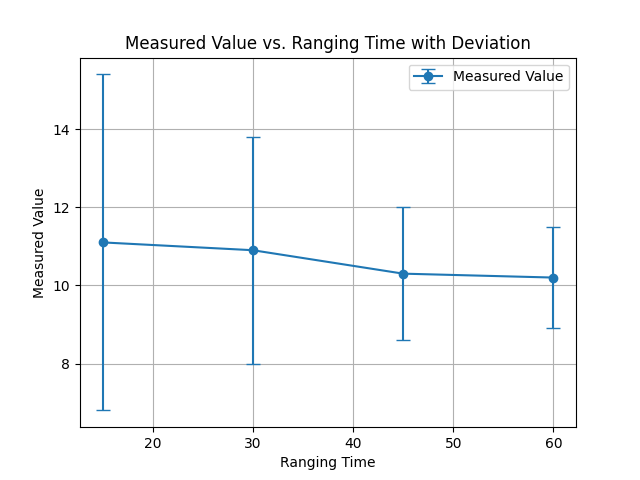 Measured Value vs. Ranging Time with Deviation
Measured Value
14
12
10
8
Measured Value
20
30
40
50
60
Ranging Time